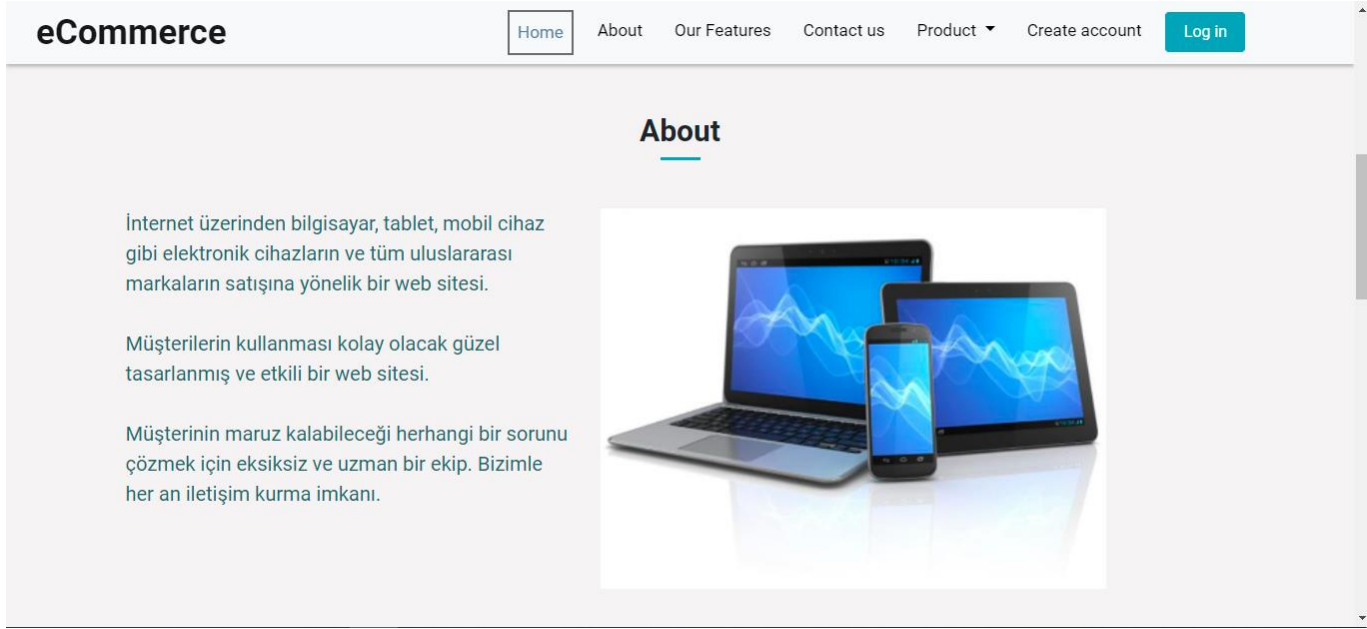 eCommerce
Home About Our Features Contact us Product Create account Log in
About
İnternet üzerinden bilgisayar, tablet, mobil cihaz
gibi elektronik cihazların ve tüm uluslararası
markaların satışına yönelik bir web sitesi.
Müşterilerin kullanması kolay olacak güzel
tasarlanmış ve etkili bir web sitesi.
Müşterinin maruz kalabileceği herhangi bir sorunu
çözmek için eksiksiz ve uzman bir ekip. Bizimle
her an iletişim kurma imkanı.